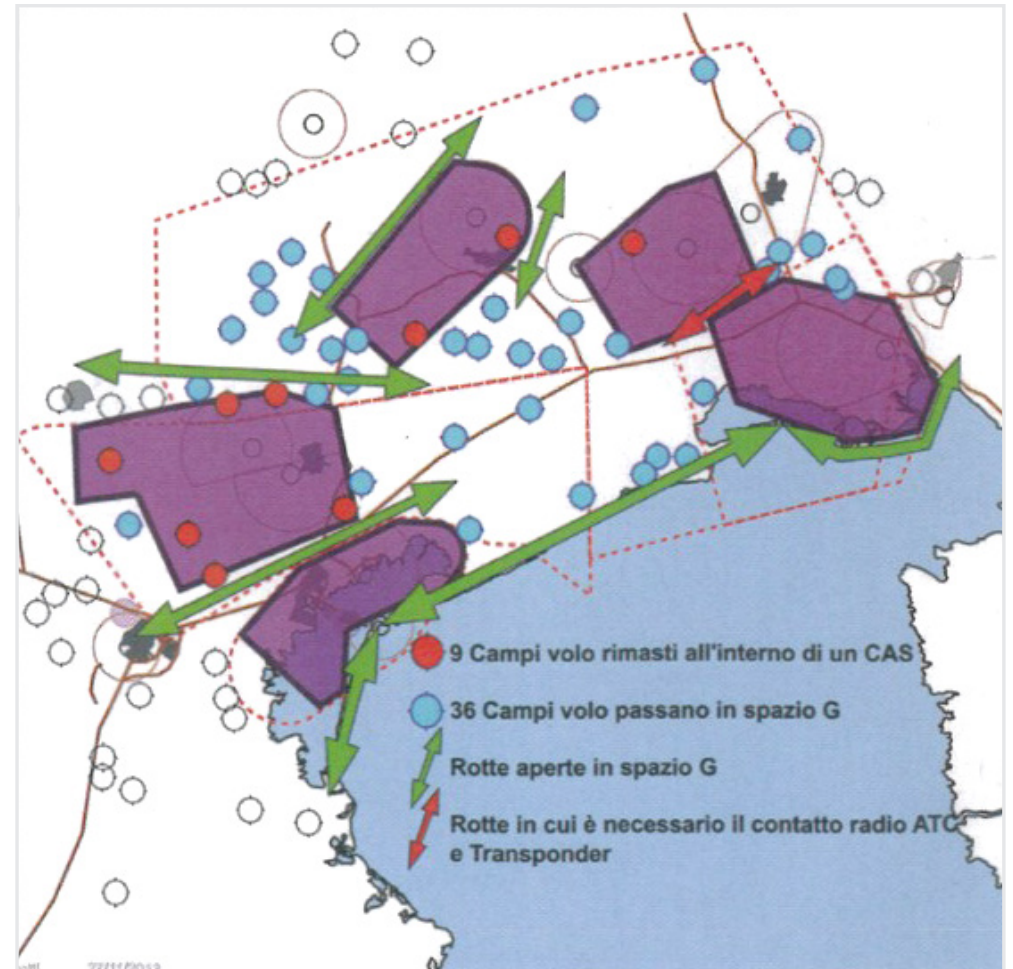 9 Campi volo rimasti all'interno di un CAS
36 Campi volo passano in spazio G
Rotte aperte in spazio G
Rotte in cui è necessario il contatto radio ATC
e Transponder